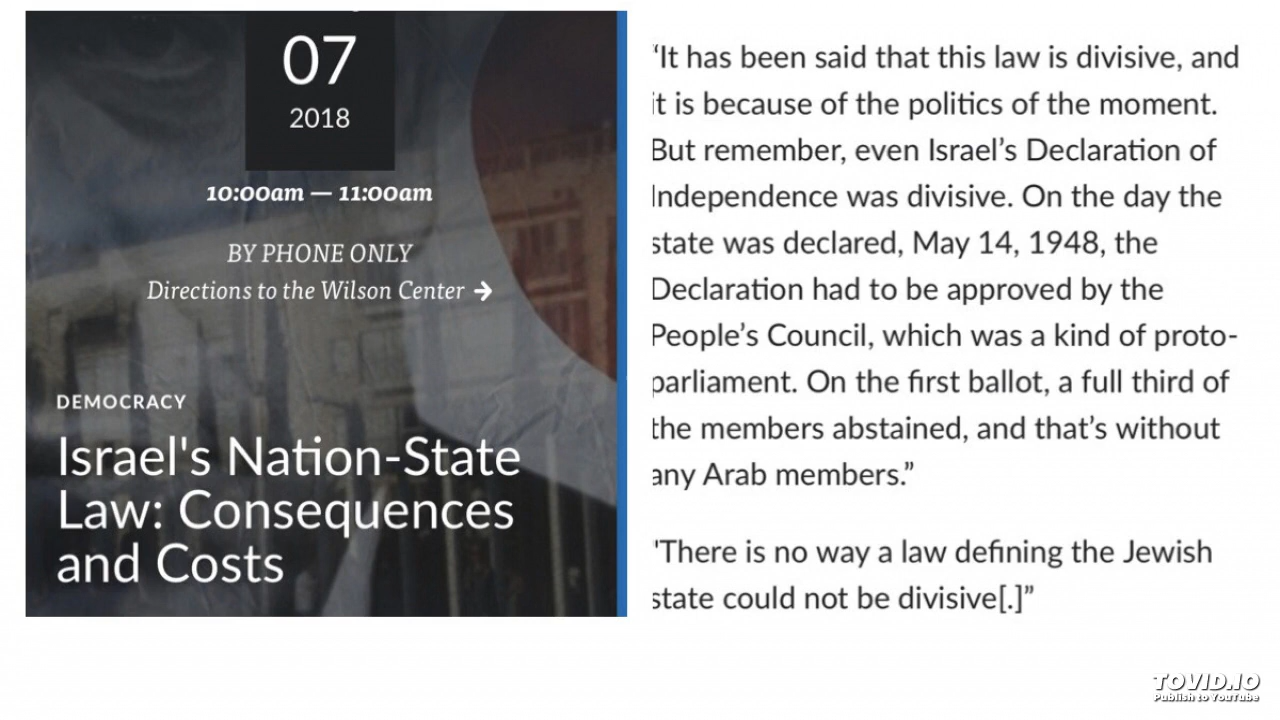 07
2018
10:00am — 11:00am
BY PHONE ONLY
Directions to the Wilson Center →
DEMOCRACY
Israel's Nation-State
Law: Consequences
and Costs
“It has been said that this law is divisive, and
it is because of the politics of the moment.
But remember, even Israel’s Declaration of
Independence was divisive. On the day the
state was declared, May 14, 1948, the
Declaration had to be approved by the
People’s Council, which was a kind of proto-
parliament. On the first ballot, a full third of
the members abstained, and that’s without
any Arab members.”
"There is no way a law defining the Jewish
state could not be divisive[.]”
TOVID.IO
Publish to YouTube